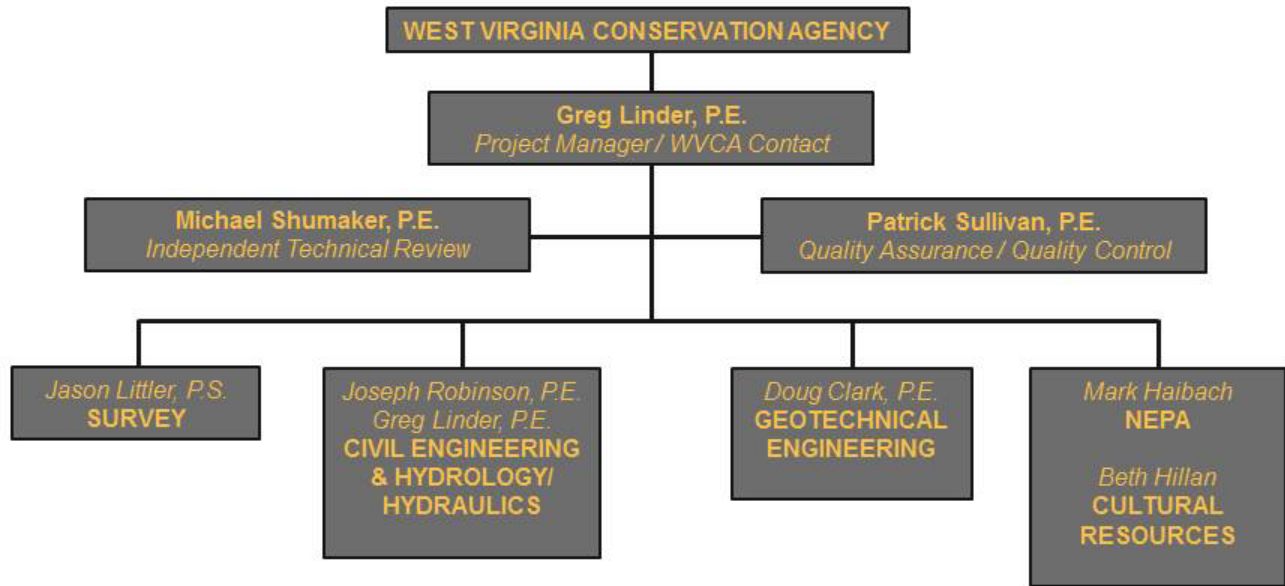 WEST VIRGINIA CONSERVATION AGENCY
Greg Linder, P.E.
Project Manager / WVCA Contact
Michael Shumaker, P.E.
Independent Technical Review
Patrick Sullivan, P.E.
Quality Assurance / Quality Control
Jason Littler, P.S.
SURVEY
Joseph Robinson, P.E.
Greg Linder, P.E.
CIVIL ENGINEERING
& HYDROLOGY/
HYDRAULICS
Doug Clark, P.E.
GEOTECHNICAL
ENGINEERING
Mark Haibach
NEPA
Beth Hillan
CULTURAL
RESOURCES